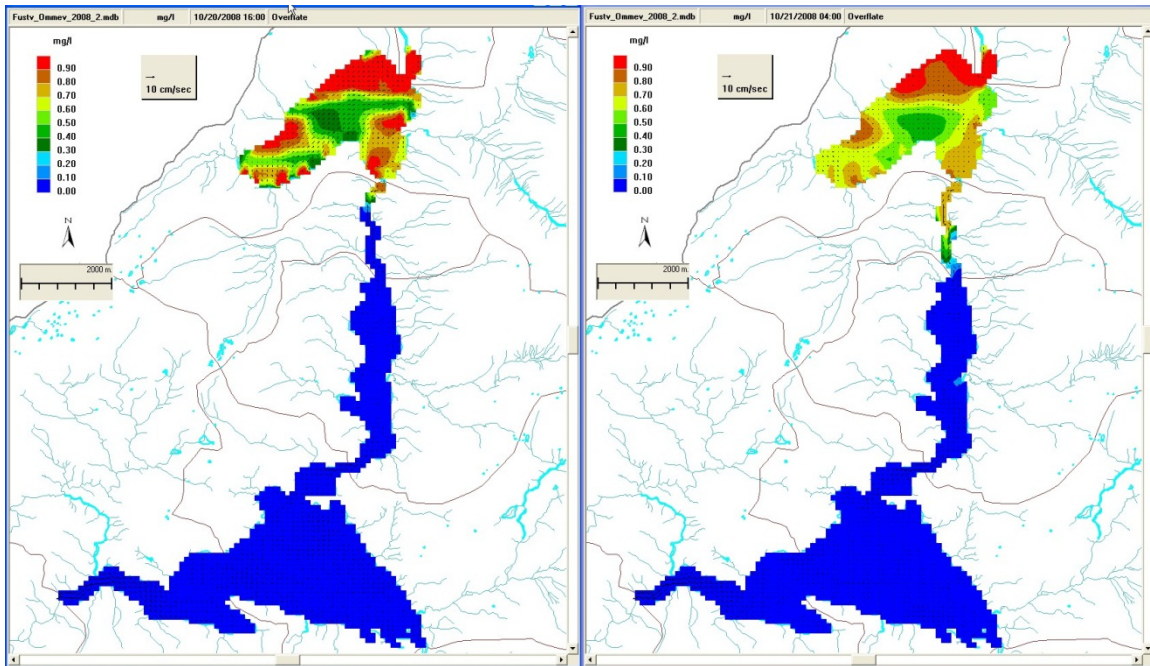 Fustv_Ommev_2008_2.mdb mg/l 10/20/2008 16:00 Overflate
mg/l
0.90
0.80
0.70
0.60
0.50
0.40
0.30
0.20
0.10
0.00
10 cm/sec
N
2000 m.
Fustv_Ommev_2008_2.mdb mg/l 10/21/2008 04:00 Overflate
mg/l
0.90
0.80
0.70
0.60
0.50
0.40
0.30
0.20
0.10
0.00
10 cm/sec
N
2000 m.